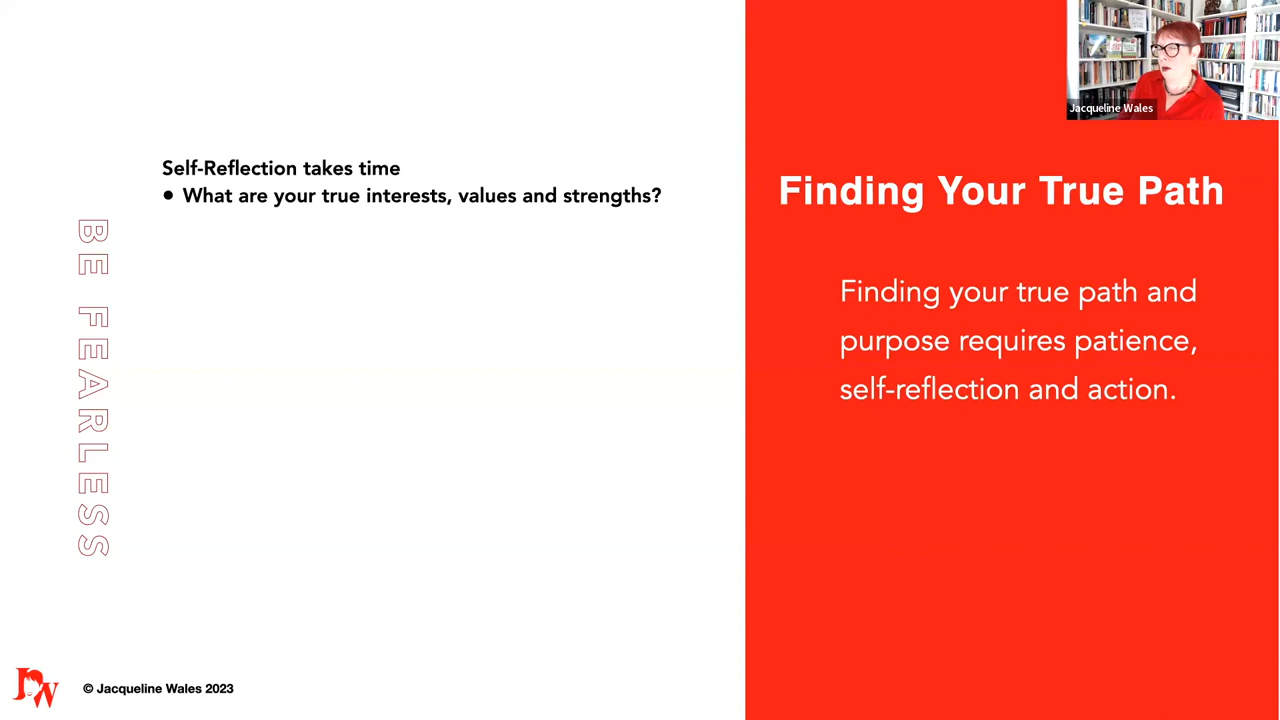 Self-Reflection takes time
• What are your true interests, values and strengths?
BE FEARLESS
JW
© Jacqueline Wales 2023
Jacqueline Wales
Finding Your True Path
Finding your true path and
purpose requires patience,
self-reflection and action.